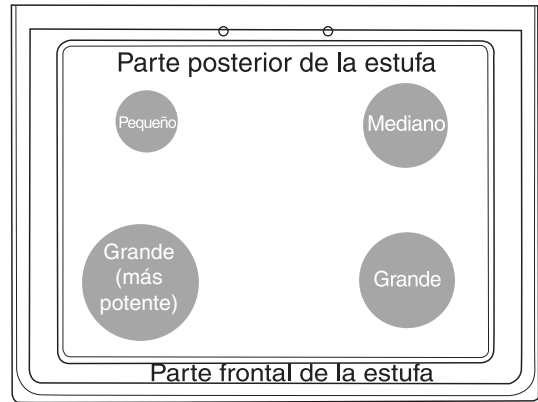 Parte posterior de la estufa
Pequeño
Mediano
Grande
(más
potente)
Grande
Parte frontal de la estufa